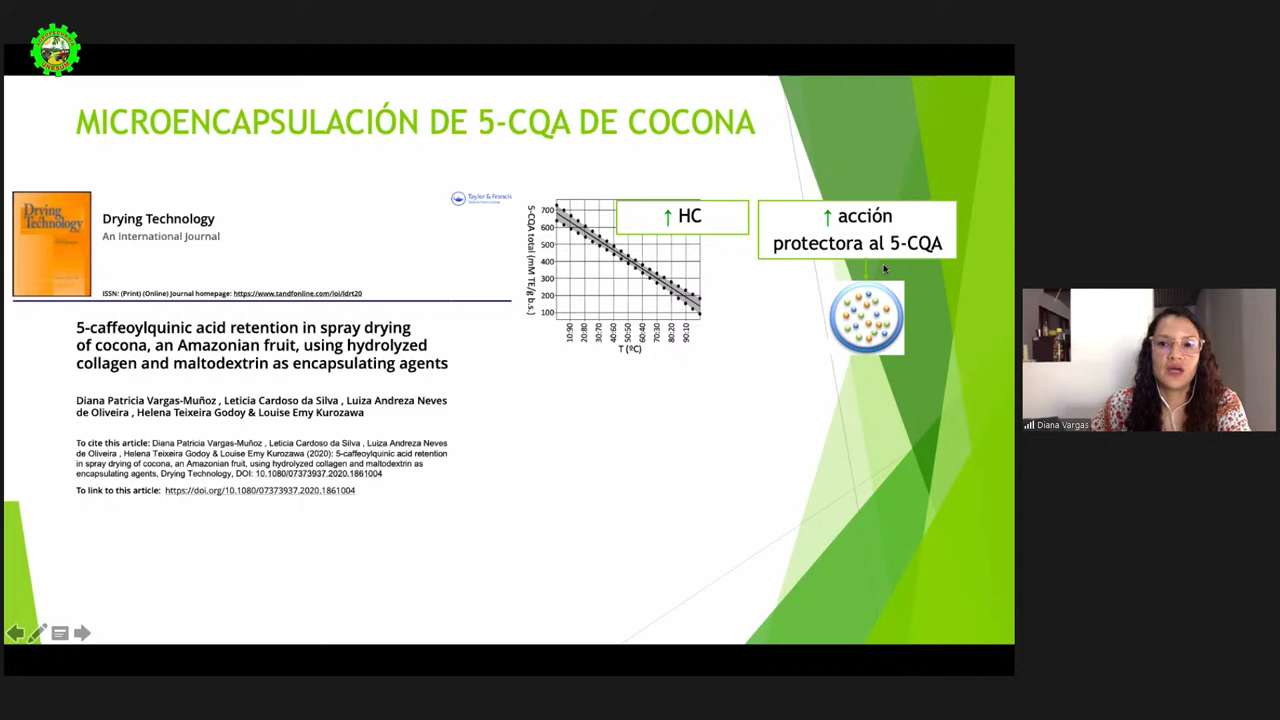 MICROENCAPSULACIÓN DE 5-CQA DE COCONA
Drying
Technology
Drying Technology
An International Journal
Taylor & Francis
ISSN: (Print) (Online) Journal homepage: https://www.tandfonline.com/loi/ldrt20
5-caffeoylquinic acid retention in spray drying
of cocona, an Amazonian fruit, using hydrolyzed
collagen and maltodextrin as encapsulating agents
Diana Patricia Vargas-Muñoz , Leticia Cardoso da Silva , Luiza Andreza Neves
de Oliveira , Helena Teixeira Godoy & Louise Emy Kurozawa
To cite this article: Diana Patricia Vargas-Muñoz , Leticia Cardoso da Silva , Luiza Andreza
Neves de Oliveira , Helena Teixeira Godoy & Louise Emy Kurozawa (2020): 5-caffeoylquinic acid retention
in spray drying of cocona, an Amazonian fruit, using hydrolyzed collagen and maltodextrin as
encapsulating agents, Drying Technology, DOI: 10.1080/07373937.2020.1861004
To link to this article: https://doi.org/10.1080/07373937.2020.1861004
5-CQA total (mM TE/g b.s.)
700
600
500
400
300
200
100
10:90
20:80
30:70
40:60
50:50
60:40
70:30
80:20
90:10
T (ºC)
↑ HC
↑ acción
protectora al 5-CQA
Diana Vargas